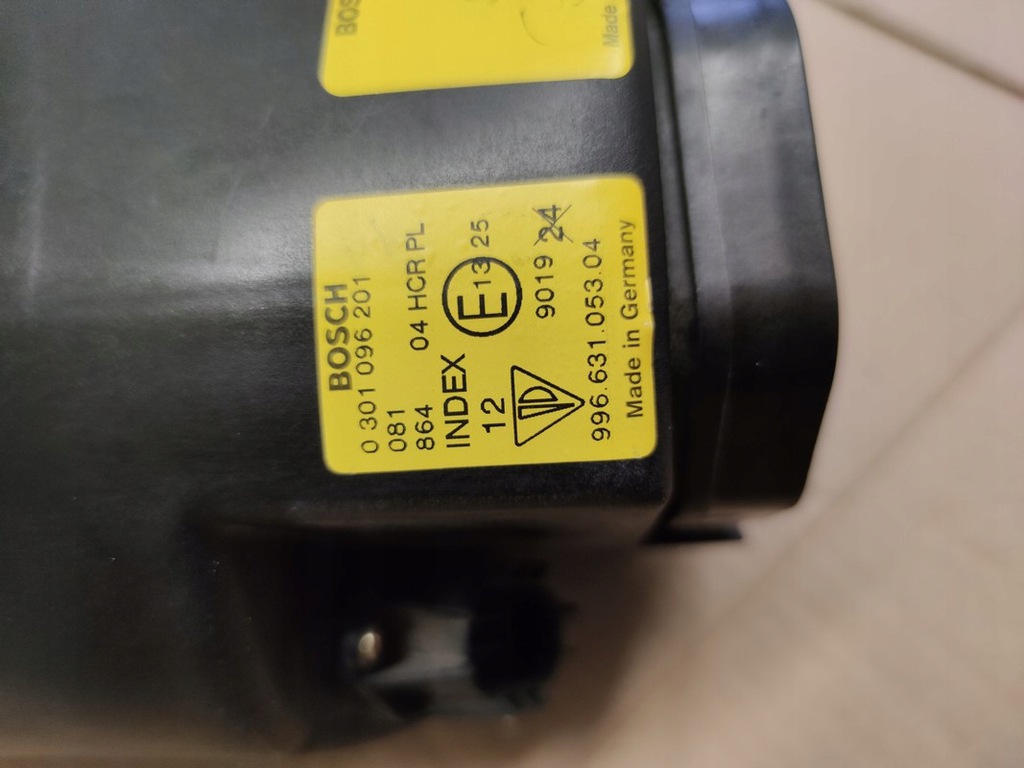 BOS
Made
BOSCH
0 301 096 201
081
864 04 HCR PL
INDEX
12
E 13 25
9019 24
996.631.053.04
Made in Germany